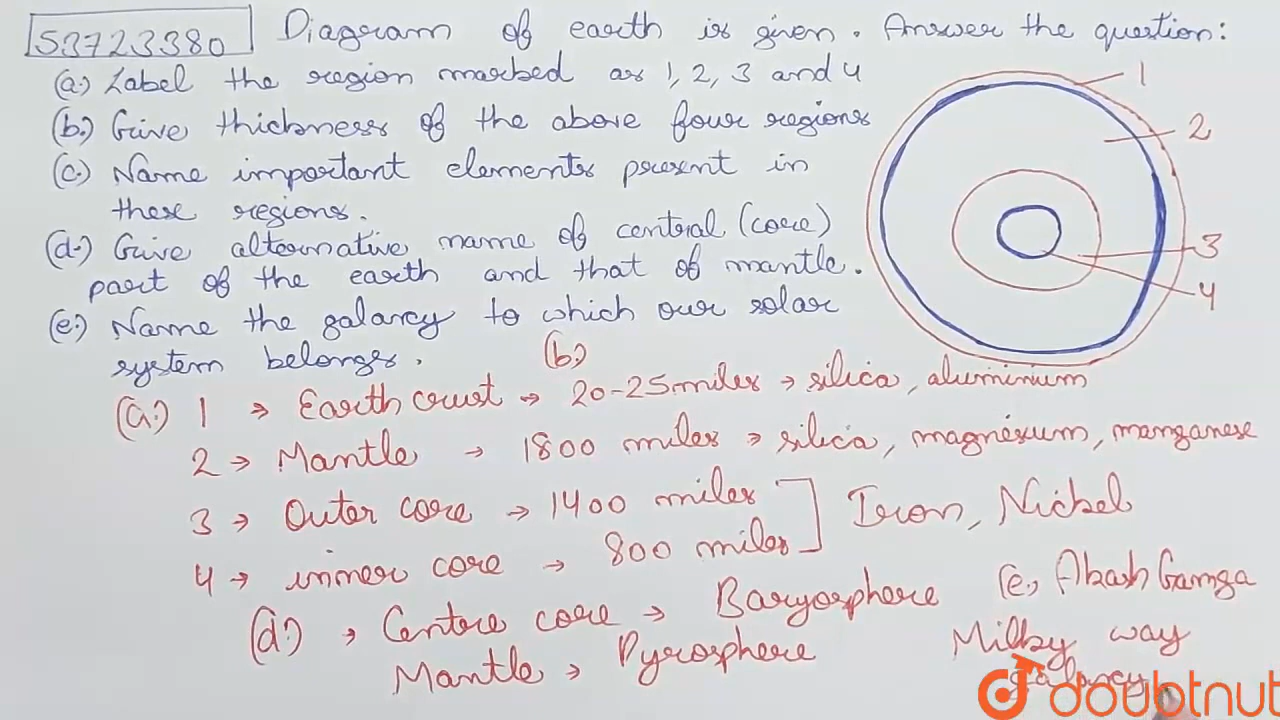 53723380 Diagram of earth is given. Answer the question:
(a.) Label the region marked as 1, 2, 3 and 4
(b.) Give thickness of the above four regions
(c.) Name important elements present in
these regions.
(d.) Give alternative name of central (core)
part of the earth and that of mantle.
(e.) Name the galaxy to which our solar
system belongs.
1
2
3
4
(b.)
(a.) 1 → Earth crust → 20-25 miles → silica, aluminium
2 → Mantle → 1800 miles → silica, magnesium, manganese
3 → Outer core → 1400 miles ] Iron, Nickel
4 → inner core → 800 miles
(d.) → Centre core → Baryosphere
Mantle → Pyrosphere
(e.) Akash Ganga
Milky way
galaxy
doubtnut